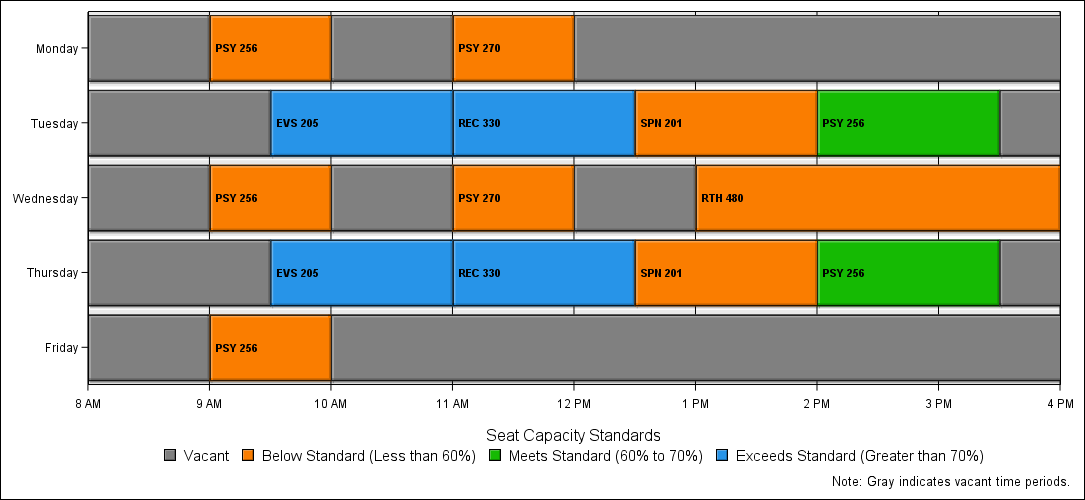 Monday PSY 256 PSY 270
Tuesday EVS 205 REC 330 SPN 201 PSY 256
Wednesday PSY 256 PSY 270 RTH 480
Thursday EVS 205 REC 330 SPN 201 PSY 256
Friday PSY 256
8 AM 9 AM 10 AM 11 AM 12 PM 1 PM 2 PM 3 PM 4 PM
Seat Capacity Standards
Vacant Below Standard (Less than 60%) Meets Standard (60% to 70%) Exceeds Standard (Greater than 70%)
Note: Gray indicates vacant time periods.